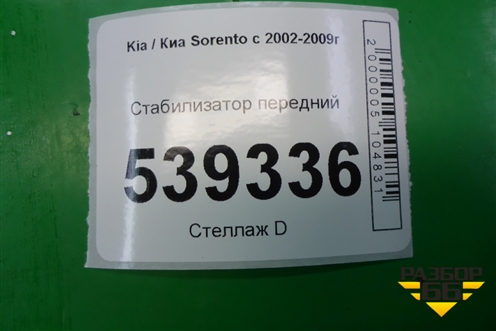 Kia / Киа Sorento с 2002-2009г
Стабилизатор передний
539336
Стеллаж D
2000005104831
РАЗБОР
66